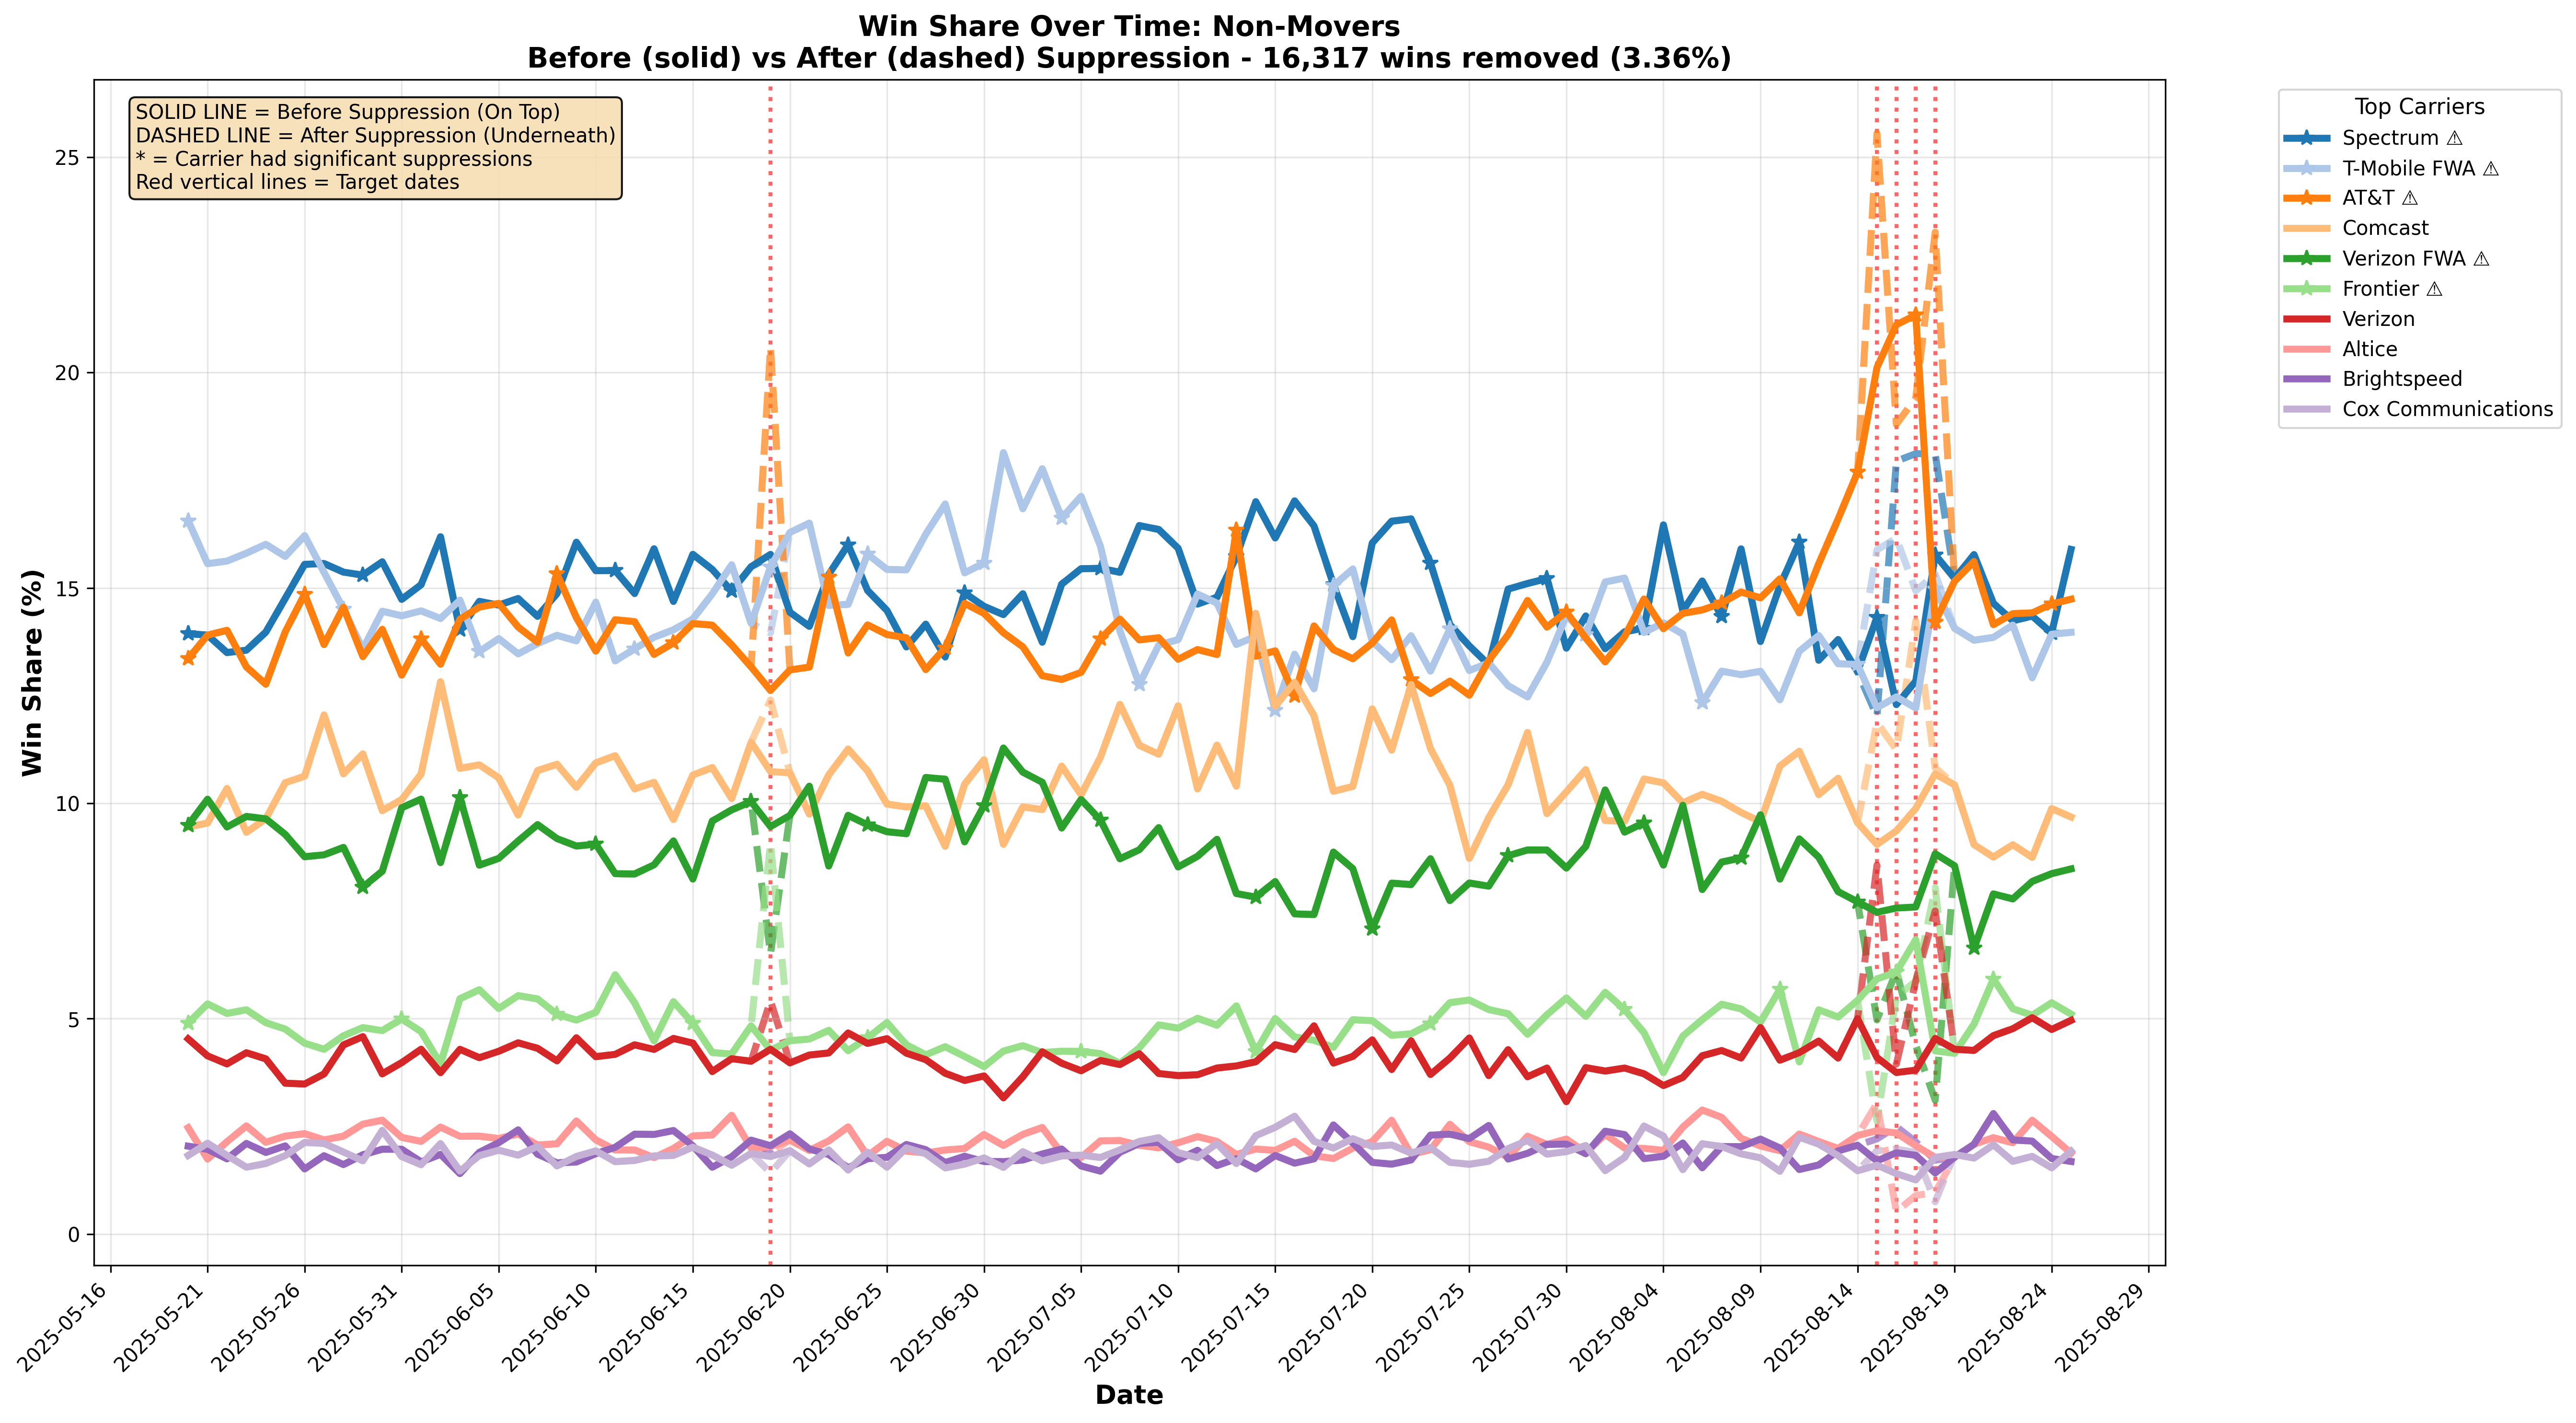 Win Share Over Time: Non-Movers
Before (solid) vs After (dashed) Suppression - 16,317 wins removed (3.36%)
SOLID LINE = Before Suppression (On Top)
DASHED LINE = After Suppression (Underneath)
* = Carrier had significant suppressions
Red vertical lines = Target dates
Top Carriers
Spectrum ⚠
T-Mobile FWA ⚠
AT&T ⚠
Comcast
Verizon FWA ⚠
Frontier ⚠
Verizon
Altice
Brightspeed
Cox Communications
Win Share (%)
25
20
15
10
5
0
2025-05-16
2025-05-21
2025-05-26
2025-05-31
2025-06-05
2025-06-10
2025-06-15
2025-06-20
2025-06-25
2025-06-30
2025-07-05
2025-07-10
2025-07-15
2025-07-20
2025-07-25
2025-07-30
2025-08-04
2025-08-09
2025-08-14
2025-08-19
2025-08-24
2025-08-29
Date